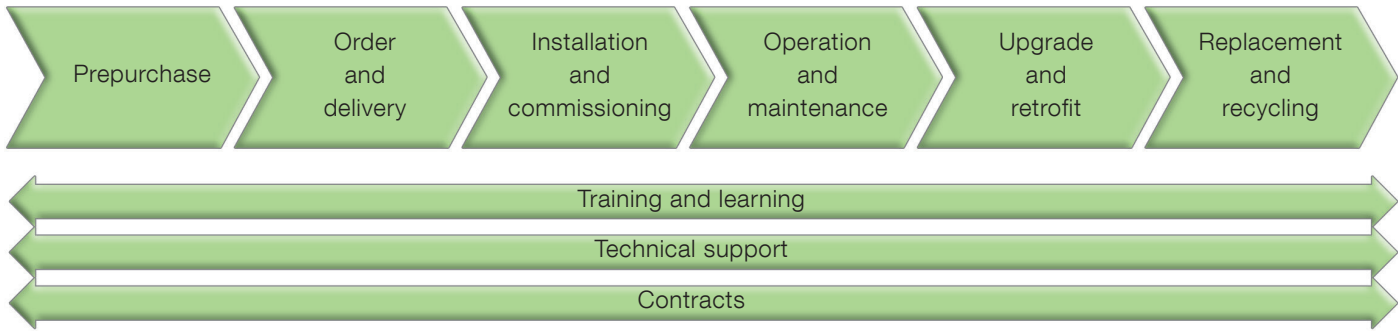 Prepurchase
Order
and
delivery
Installation
and
commissioning
Operation
and
maintenance
Upgrade
and
retrofit
Replacement
and
recycling
Training and learning
Technical support
Contracts